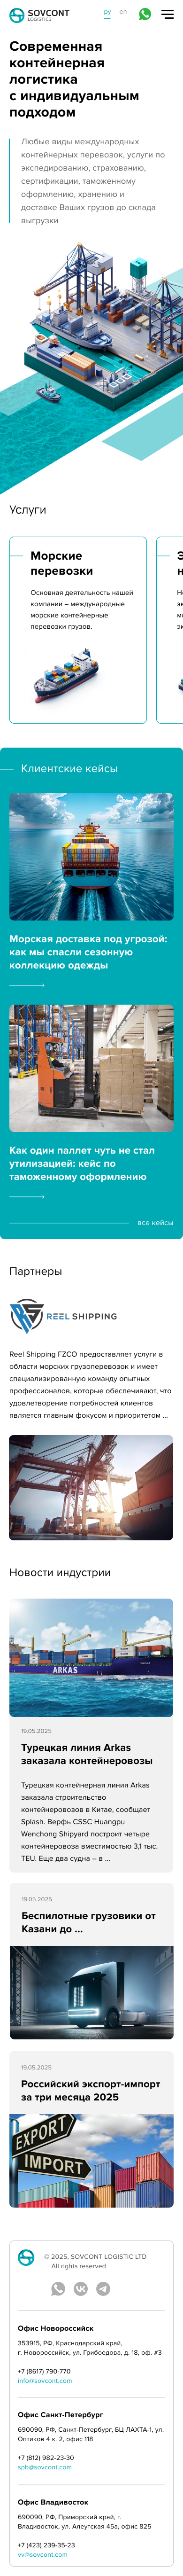 SOVCONT
LOGISTICS
ру
en
Современная
контейнерная
логистика
с индивидуальным
подходом
Любые виды международных
контейнерных перевозок, услуги по
экспедированию, страхованию,
сертификации, таможенному
оформлению, хранению и
доставке Ваших грузов до склада
выгрузки
Услуги
Морские
перевозки
Основная деятельность нашей
компании – международные
морские контейнерные
перевозки грузов.
Клиентские кейсы
Морская доставка под угрозой:
как мы спасли сезонную
коллекцию одежды
Как один паллет чуть не стал
утилизацией: кейс по
таможенному оформлению
все кейсы
Партнеры
REEL SHIPPING
Reel Shipping FZCO предоставляет услуги в
области морских грузоперевозок и имеет
специализированную команду опытных
профессионалов, которые обеспечивают, что
удовлетворение потребностей клиентов
является главным фокусом и приоритетом ...
Новости индустрии
ARKAS
19.05.2025
Турецкая линия Arkas
заказала контейнеровозы
Турецкая контейнерная линия Arkas
заказала строительство
контейнеровозов в Китае, сообщает
Splash. Верфь CSSC Huangpu
Wenchong Shipyard построит четыре
контейнеровоза вместимостью 3,1 тыс.
TEU. Еще два судна – в ...
19.05.2025
Беспилотные грузовики от
Казани до ...
19.05.2025
Российский экспорт-импорт
за три месяца 2025
EXPORT
IMPORT
© 2025, SOVCONT LOGISTIC LTD
All rights reserved
Офис Новороссийск
353915, РФ, Краснодарский край,
г. Новороссийск, ул. Грибоедова, д. 18, оф. #3
+7 (8617) 790-770
info@sovcont.com
Офис Санкт-Петербург
690090, РФ, Санкт-Петербург, БЦ ЛАХТА-1, ул.
Оптиков 4 к. 2, офис 118
+7 (812) 982-23-30
spb@sovcont.com
Офис Владивосток
690090, РФ, Приморский край, г.
Владивосток, ул. Алеутская 45а, офис 825
+7 (423) 239-35-23
vv@sovcont.com